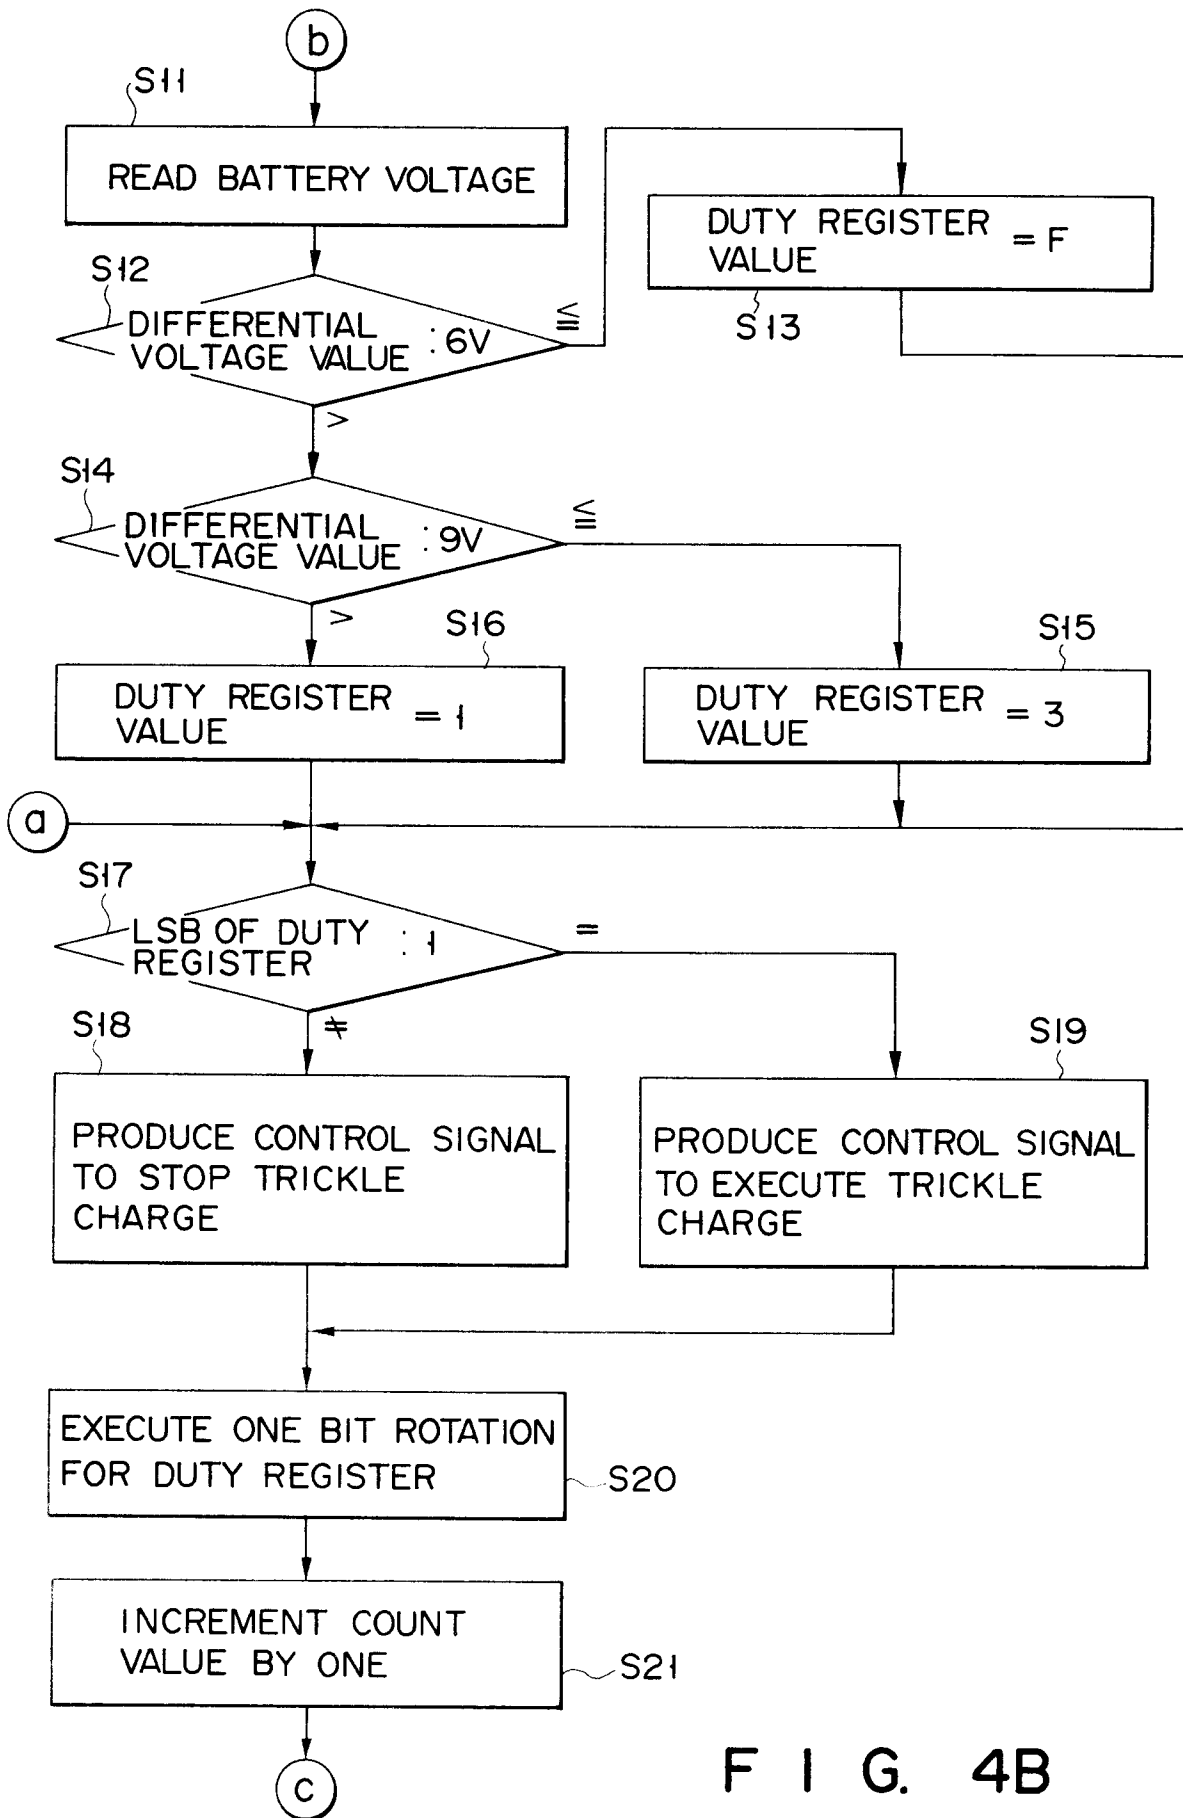 b
S11
READ BATTERY VOLTAGE
DUTY REGISTER
VALUE
= F
S13
S12
DIFFERENTIAL
VOLTAGE VALUE
: 6V
≦
>
S14
DIFFERENTIAL
VOLTAGE VALUE
: 9V
≦
>
S16
DUTY REGISTER
VALUE
= 1
S15
DUTY REGISTER
VALUE
= 3
a
S17
LSB OF DUTY
REGISTER
: 1
=
≠
S18
PRODUCE CONTROL SIGNAL
TO STOP TRICKLE
CHARGE
S19
PRODUCE CONTROL SIGNAL
TO EXECUTE TRICKLE
CHARGE
EXECUTE ONE BIT ROTATION
FOR DUTY REGISTER
S20
INCREMENT COUNT
VALUE BY ONE
S21
c
FIG. 4B